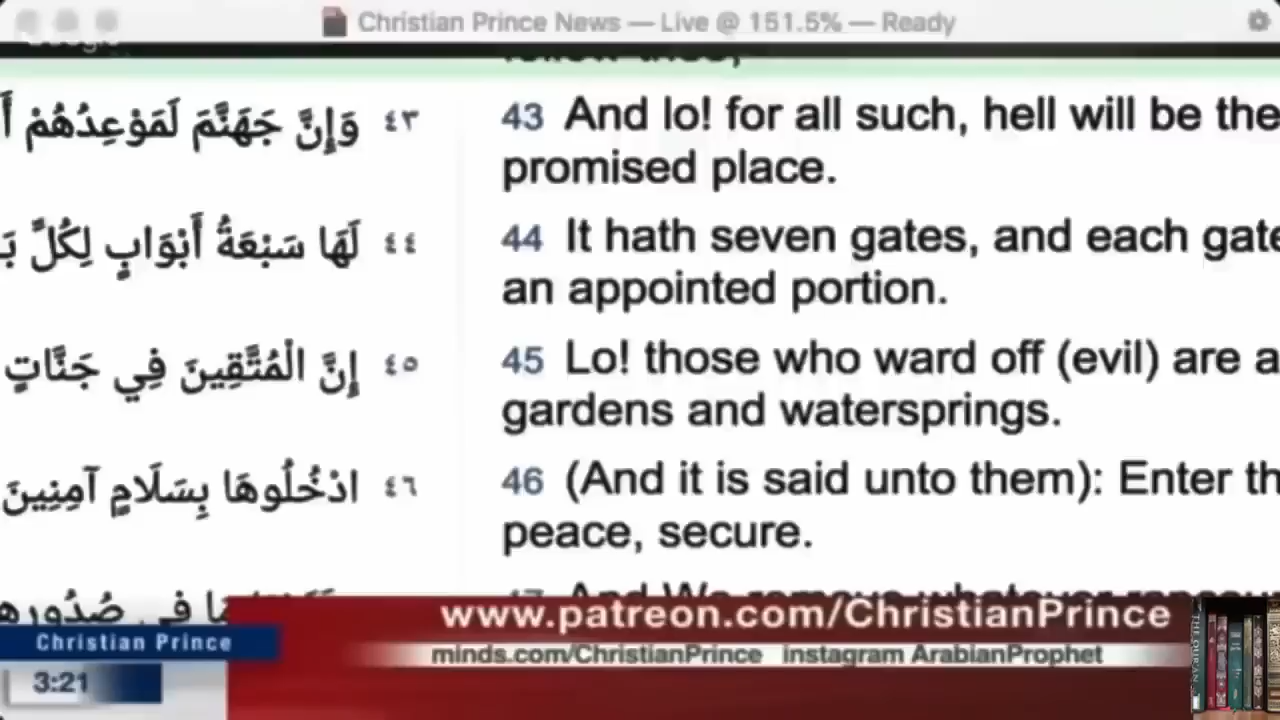 Christian Prince News — Live @ 151.5% — Ready
٤٣ وَإِنَّ جَهَنَّمَ لَمَوْعِدُهُمْ
43 And lo! for all such, hell will be
promised place.
٤٤ لَهَا سَبْعَةُ أَبْوَابٍ لِكُلِّ
44 It hath seven gates, and each
an appointed portion.
٤٥ إِنَّ الْمُتَّقِينَ فِي جَنَّاتٍ
45 Lo! those who ward off (evil) are
gardens and watersprings.
٤٦ ادْخُلُوهَا بِسَلَامٍ آمِنِينَ
46 (And it is said unto them): Enter
peace, secure.
www.patreon.com/ChristianPrince
Christian Prince
minds.com/ChristianPrince instagram ArabianProphet
3:21
THE QUR'AN